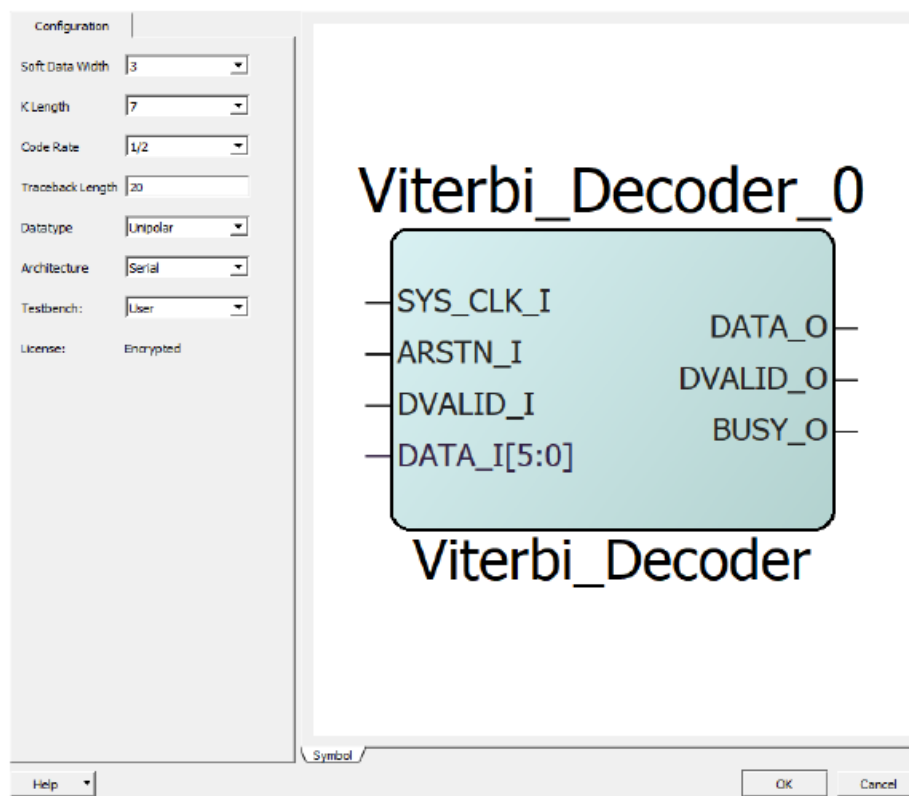 Configuration
Soft Data Width 3
K Length 7
Code Rate 1/2
Traceback Length 20
Datatype Unipolar
Architecture Serial
Testbench: User
License: Encrypted
Viterbi_Decoder_0
SYS_CLK_I
ARSTN_I
DVALID_I
DATA_I[5:0]
DATA_O
DVALID_O
BUSY_O
Viterbi_Decoder
Symbol
Help
OK
Cancel